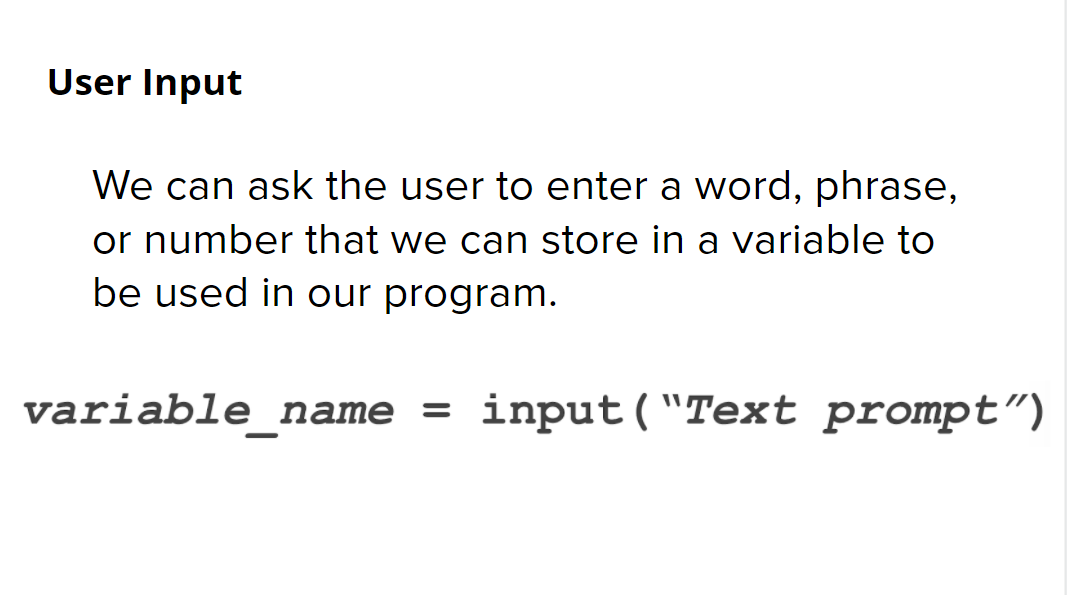 User Input
We can ask the user to enter a word, phrase,
or number that we can store in a variable to
be used in our program.
variable_name = input(“Text prompt”)